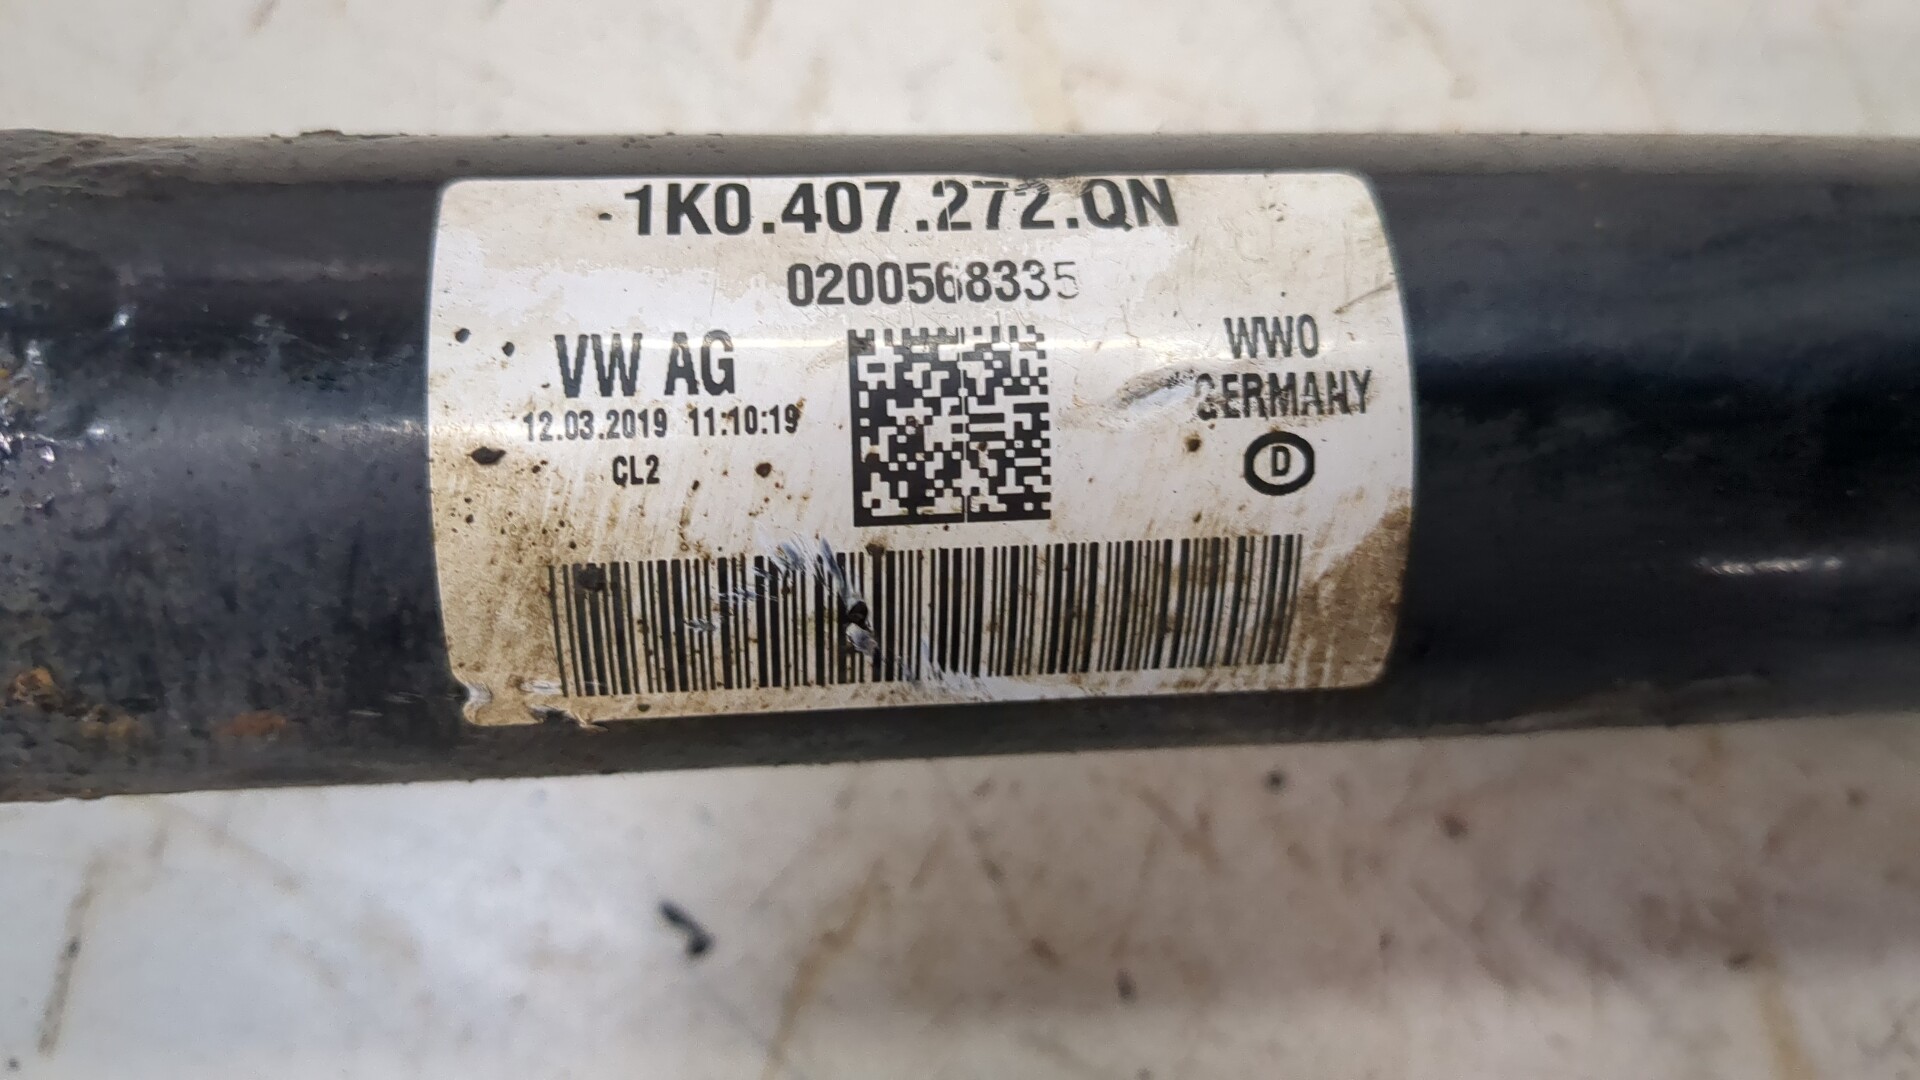 1K0.407.272.QN
0200568335
VW AG
12.03.2019 11:10:19
CL2
WWO
GERMANY
D